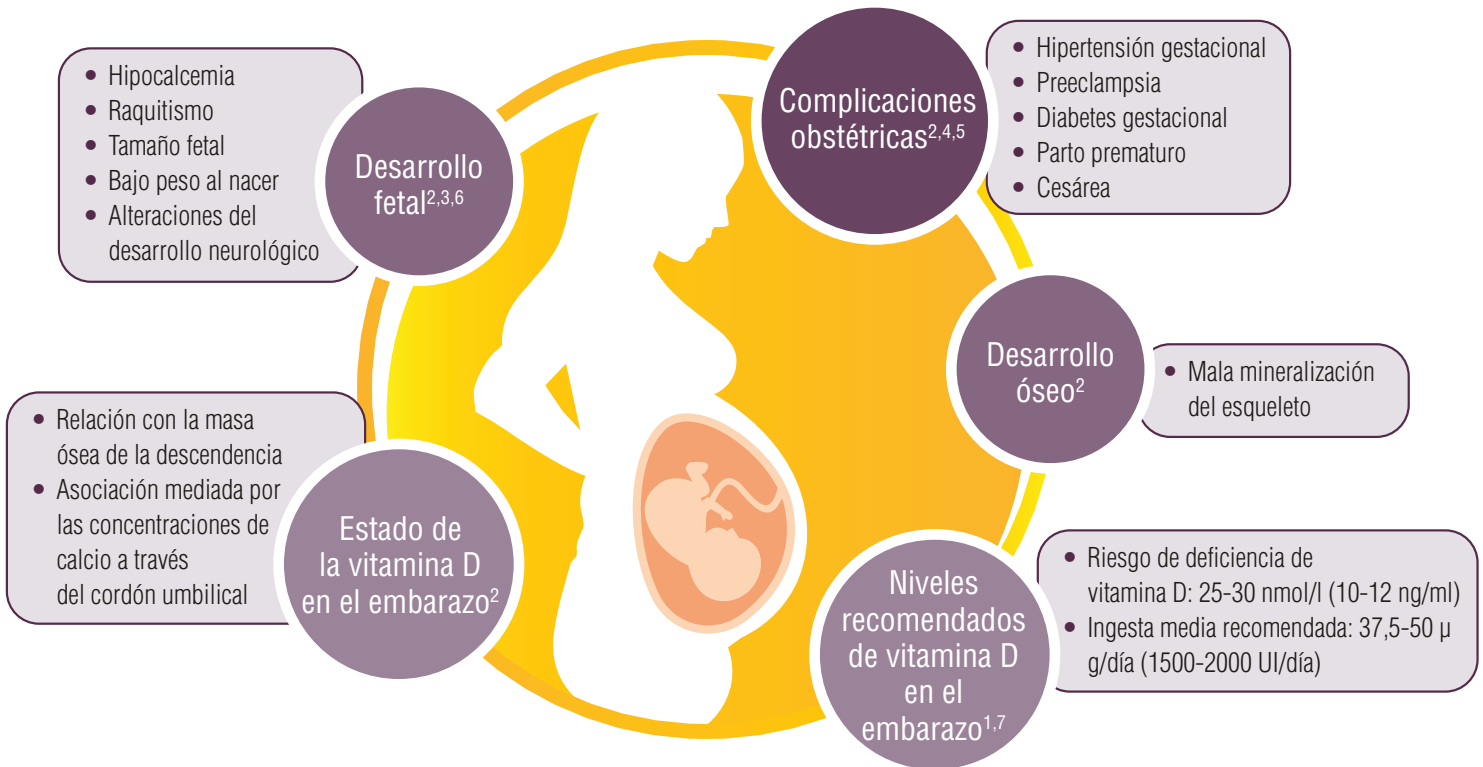 • Hipocalcemia
• Raquitismo
• Tamaño fetal
• Bajo peso al nacer
• Alteraciones del
desarrollo neurológico
Desarrollo
fetal2,3,6
Complicaciones
obstétricas2,4,5
• Hipertensión gestacional
• Preeclampsia
• Diabetes gestacional
• Parto prematuro
• Cesárea
Desarrollo
óseo2
• Mala mineralización
del esqueleto
• Relación con la masa
ósea de la descendencia
• Asociación mediada por
las concentraciones de
calcio a través
del cordón umbilical
Estado de
la vitamina D
en el embarazo2
Niveles
recomendados
de vitamina D
en el
embarazo1,7
• Riesgo de deficiencia de
vitamina D: 25-30 nmol/l (10-12 ng/ml)
• Ingesta media recomendada: 37,5-50 µ
g/día (1500-2000 UI/día)